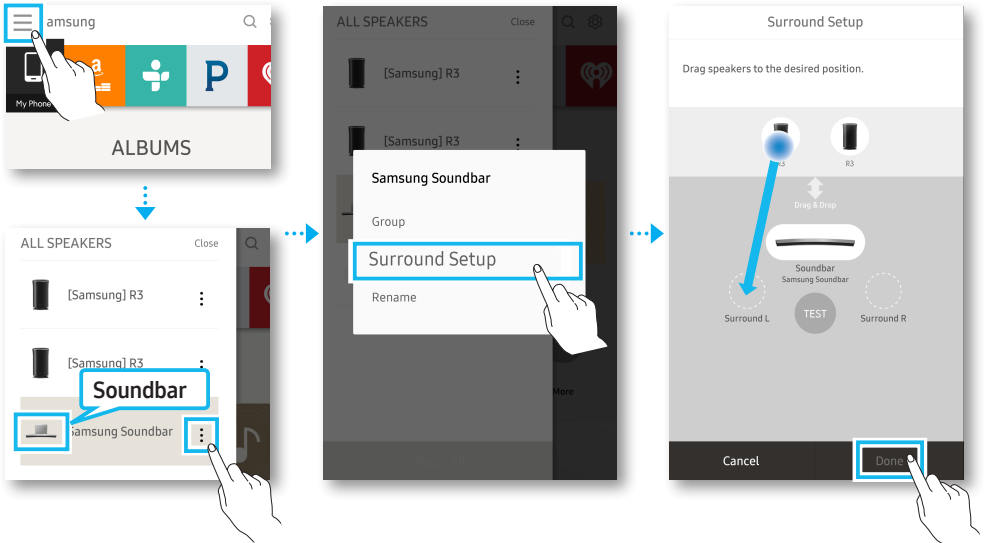 amsung
a
P
My Phone
ALBUMS
ALL SPEAKERS Close
[Samsung] R3
[Samsung] R3
Soundbar
Samsung Soundbar
ALL SPEAKERS Close
[Samsung] R3
[Samsung] R3
Samsung Soundbar
Group
Surround Setup
Rename
More
Surround Setup
Drag speakers to the desired position.
R3 R3
Drag & Drop
Soundbar
Samsung Soundbar
Surround L TEST Surround R
Cancel Done